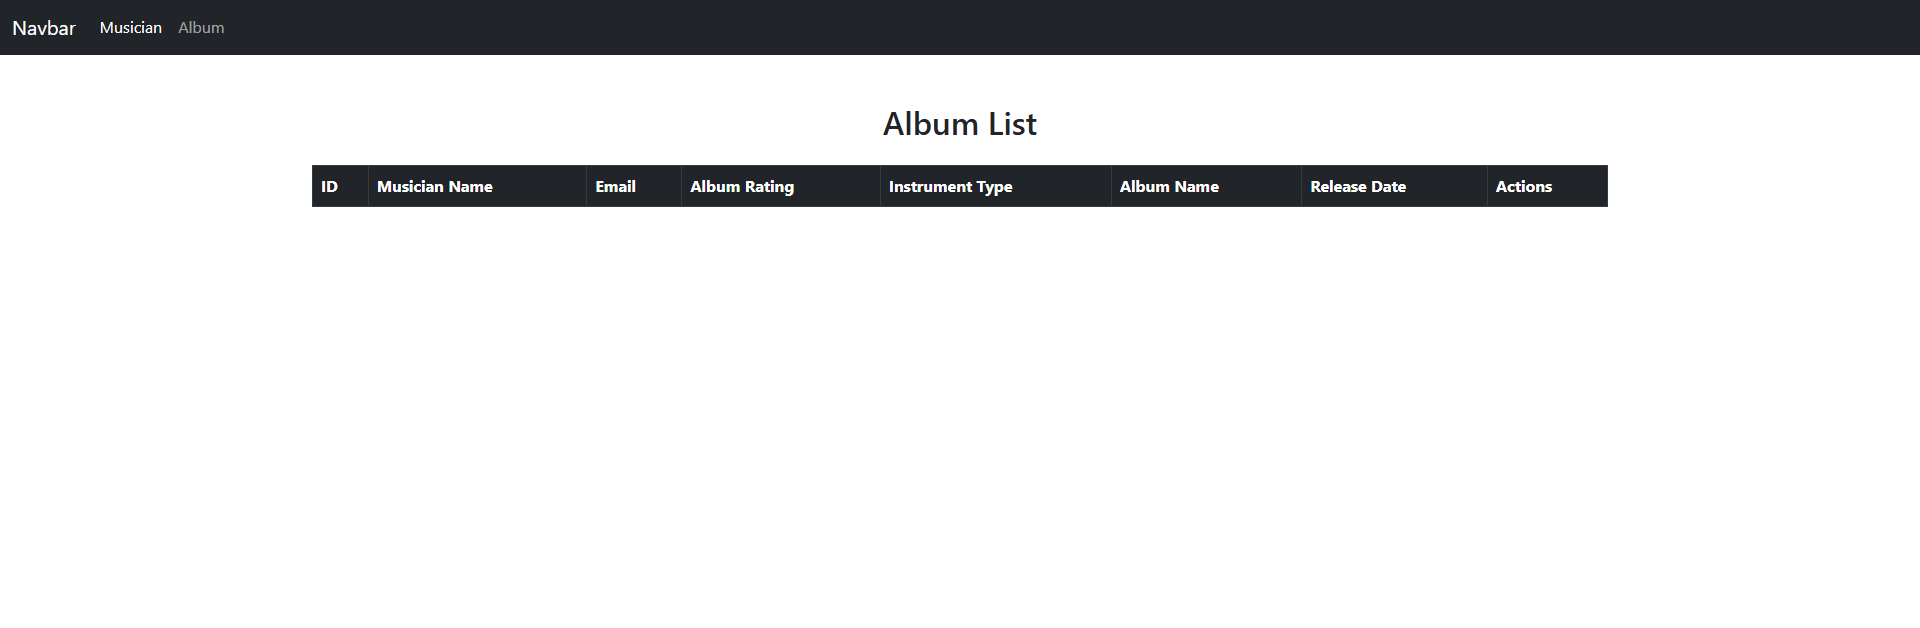 Navbar Musician Album
Album List
ID Musician Name Email Album Rating Instrument Type Album Name Release Date Actions